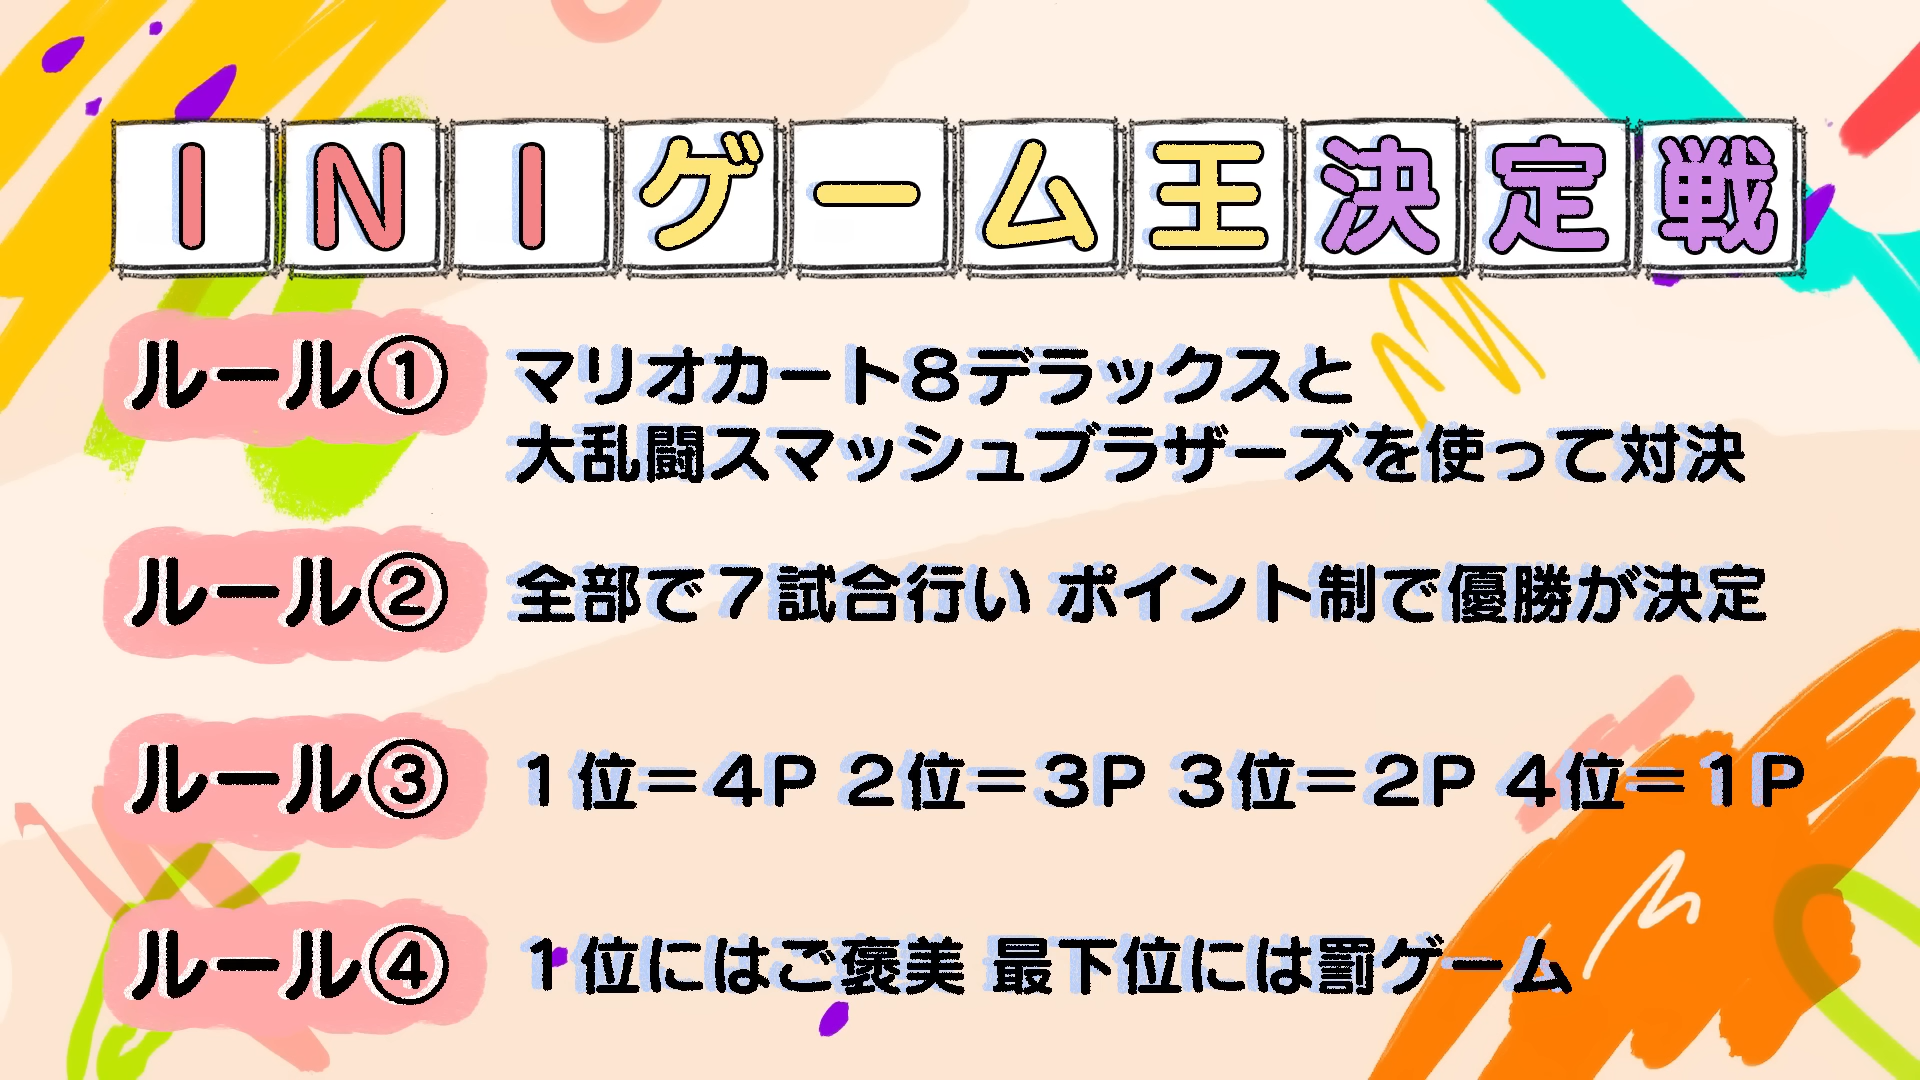 INIゲーム王決定戦
ルール① マリオカート8デラックスと
大乱闘スマッシュブラザーズを使って対決
ルール② 全部で7試合行い ポイント制で優勝が決定
ルール③ 1位＝4P 2位＝3P 3位＝2P 4位＝1P
ルール④ 1位にはご褒美 最下位には罰ゲーム